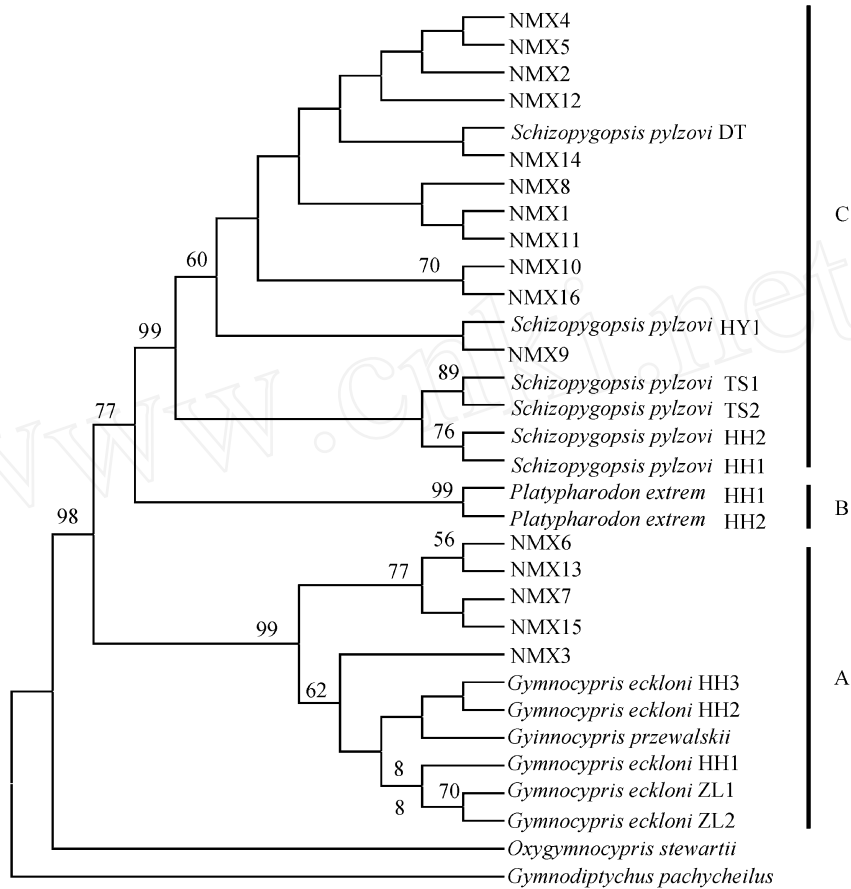 NMX4
NMX5
NMX2
NMX12
Schizopygopsis pylzovi DT
NMX14
NMX8
NMX1
C
NMX11
70
NMX10
60
NMX16
Schizopygopsis pylzovi HY1
99
NMX9
89
Schizopygopsis pylzovi TS1
Schizopygopsis pylzovi TS2
77
76
Schizopygopsis pylzovi HH2
Schizopygopsis pylzovi HH1
99
Platypharodon extrem HH1
B
98
Platypharodon extrem HH2
56
NMX6
77
NMX13
NMX7
99
NMX15
NMX3
A
62
Gymnocypris eckloni HH3
Gymnocypris eckloni HH2
Gyinnocypris przewalskii
8
Gymnocypris eckloni HH1
70
Gymnocypris eckloni ZL1
8
Gymnocypris eckloni ZL2
Oxygymnocypris stewartii
Gymnodiptychus pachycheilus
www.cnki.net